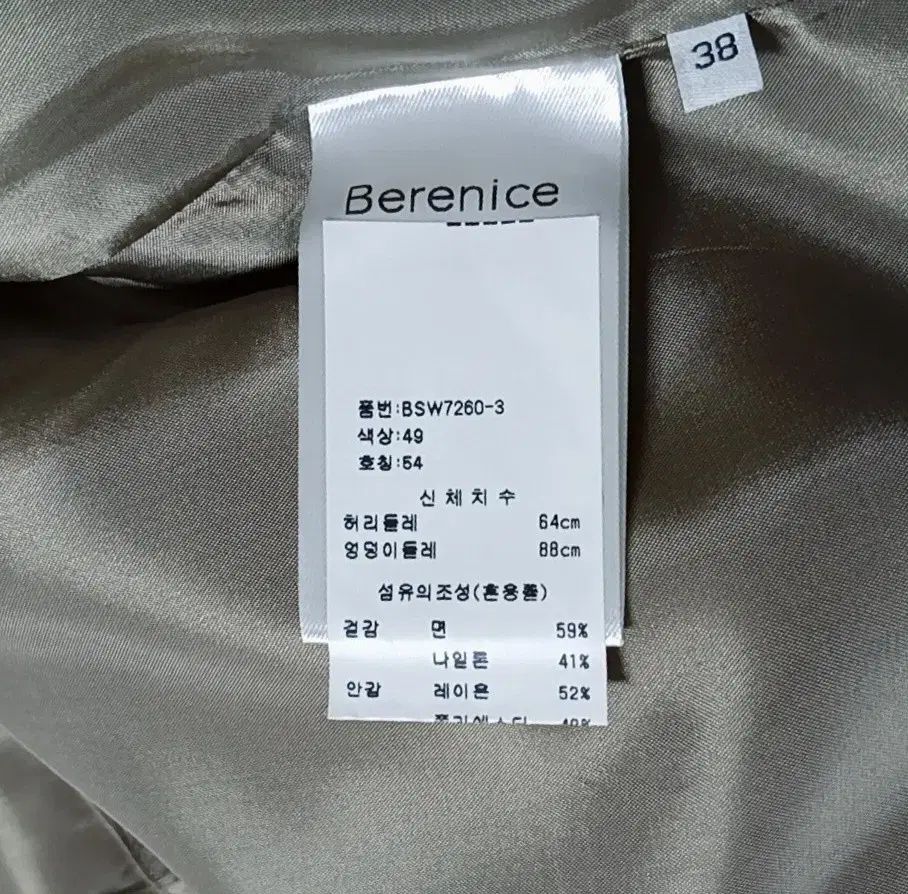 38
Berenice
품번:BSW7260-3
색상:49
호칭:54
신체치수
허리둘레 64cm
엉덩이둘레 88cm
섬유의조성(혼용률)
겉감 면 59%
나일론 41%
안감 레이욘 52%